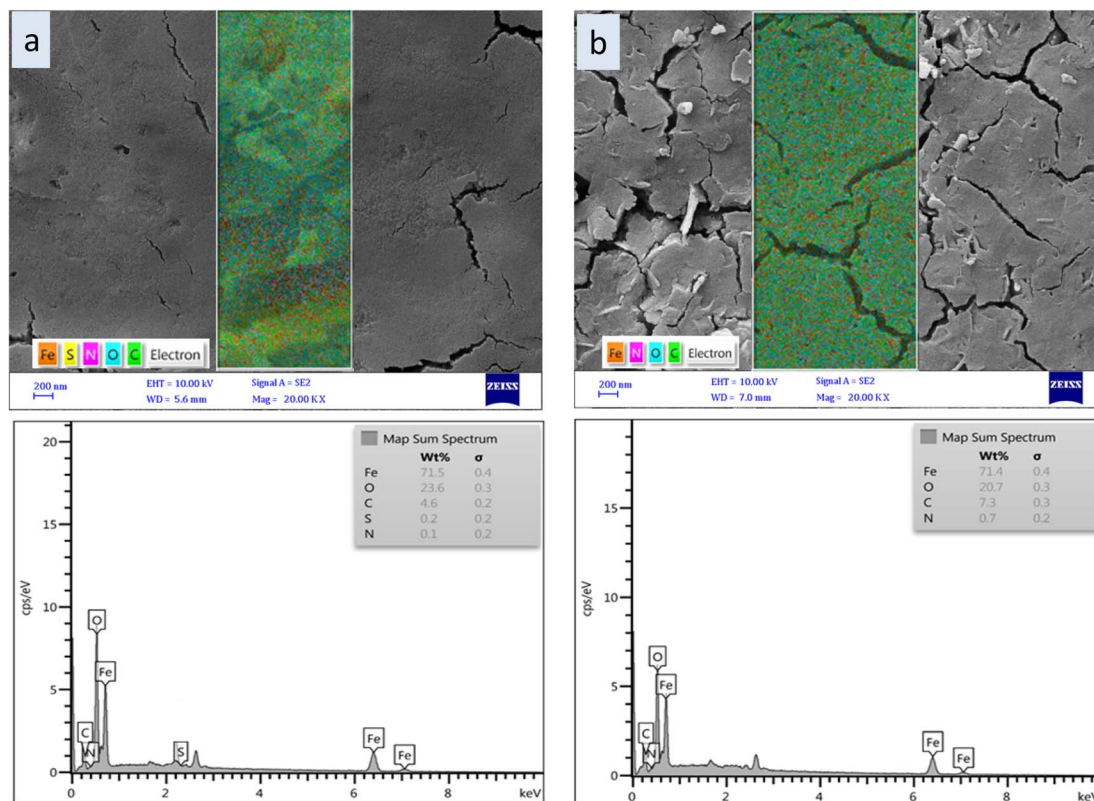 a
Fe S N O C Electron
200 nm EHT = 10.00 kV Signal A = SE2 ZEISS
WD = 5.6 mm Mag = 20.00 K X
b
Fe N O C Electron
200 nm EHT = 10.00 kV Signal A = SE2 ZEISS
WD = 7.0 mm Mag = 20.00 K X
Map Sum Spectrum
Wt% σ
Fe 71.5 0.4
O 23.6 0.3
C 4.6 0.2
S 0.2 0.2
N 0.1 0.2
20
15
10
5
0
cps/eV
O
Fe
C
N
S
Fe
Fe
0 2 4 6 8 keV
Map Sum Spectrum
Wt% σ
Fe 71.4 0.4
O 20.7 0.3
C 7.3 0.3
N 0.7 0.2
15
10
5
0
cps/eV
O
Fe
C
N
Fe
Fe
0 2 4 6 8 keV